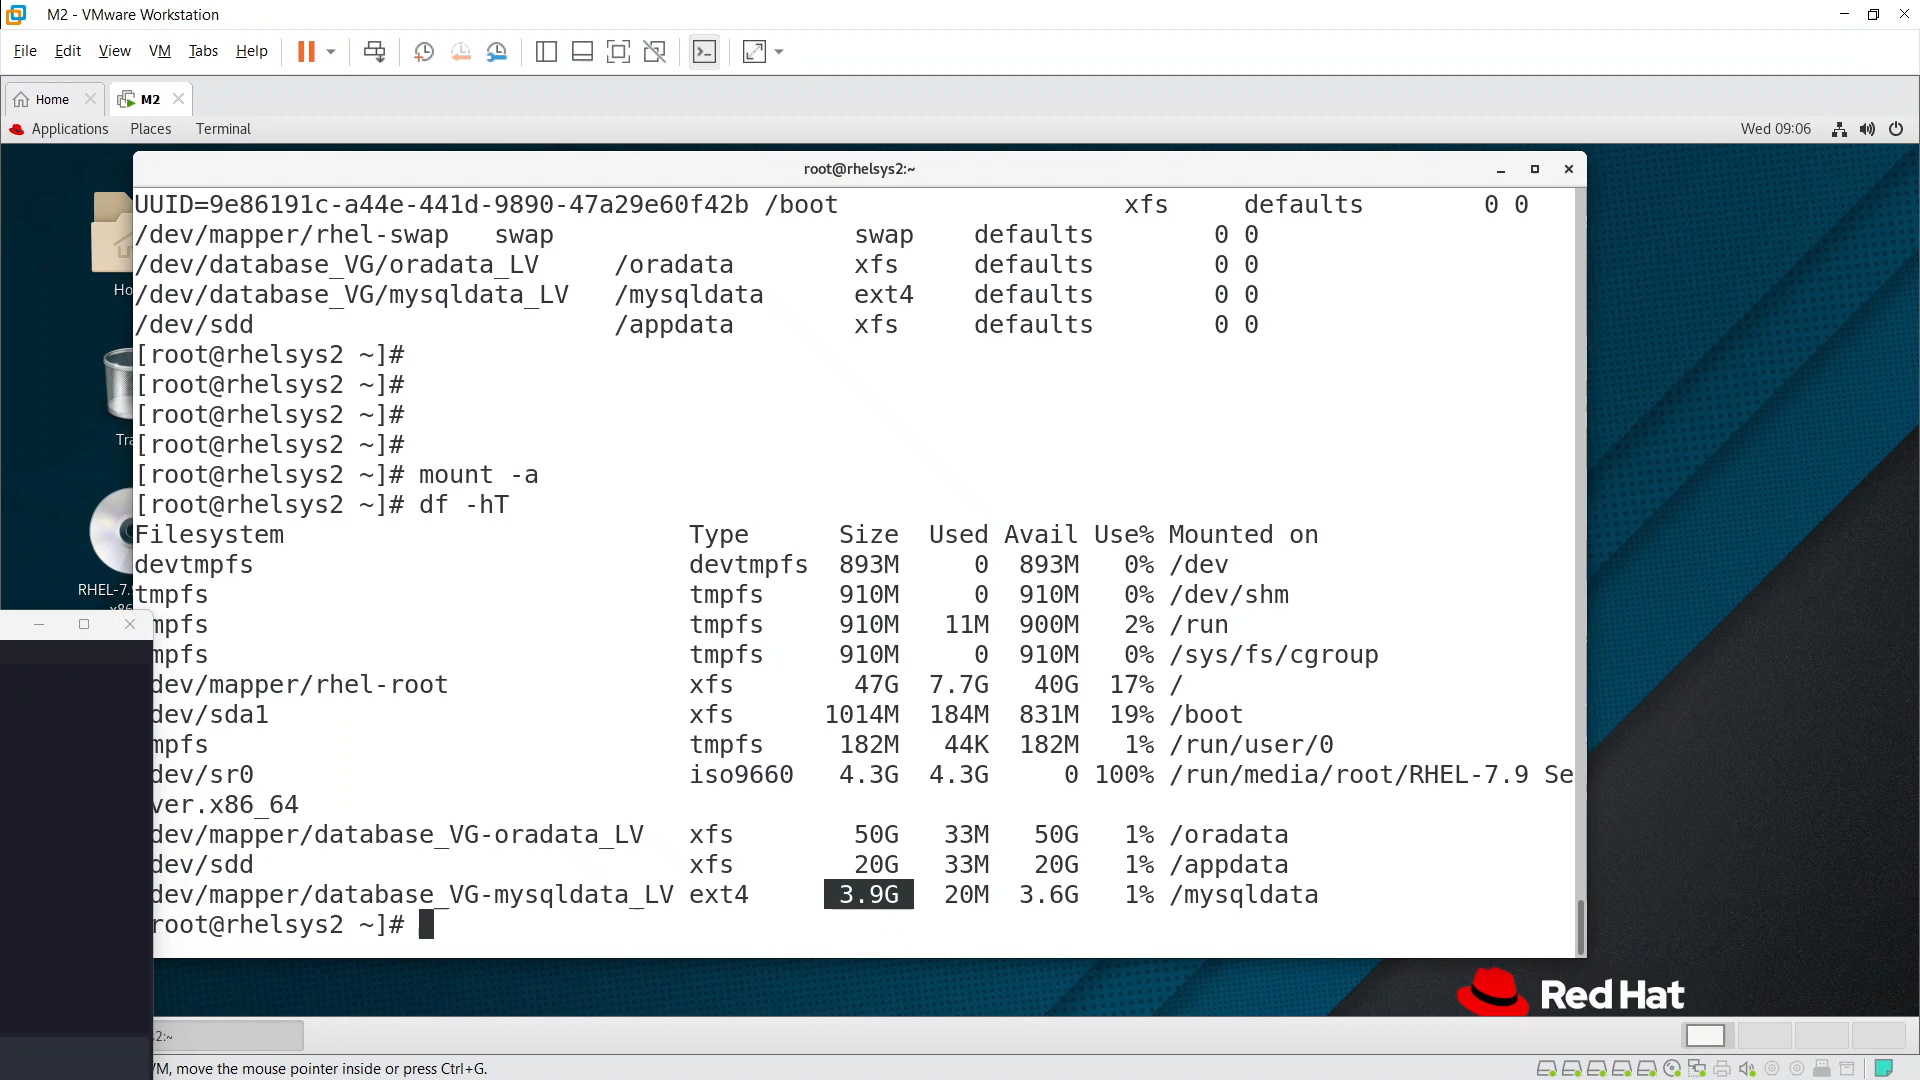 M2 - VMware Workstation
File Edit View VM Tabs Help
Home M2
Applications Places Terminal Wed 09:06
root@rhelsys2:~
UUID=9e86191c-a44e-441d-9890-47a29e60f42b /boot xfs defaults 0 0
/dev/mapper/rhel-swap swap swap defaults 0 0
/dev/database_VG/oradata_LV /oradata xfs defaults 0 0
/dev/database_VG/mysqldata_LV /mysqldata ext4 defaults 0 0
/dev/sdd /appdata xfs defaults 0 0
[root@rhelsys2 ~]#
[root@rhelsys2 ~]#
[root@rhelsys2 ~]#
[root@rhelsys2 ~]#
[root@rhelsys2 ~]# mount -a
[root@rhelsys2 ~]# df -hT
Filesystem Type Size Used Avail Use% Mounted on
devtmpfs devtmpfs 893M 0 893M 0% /dev
tmpfs tmpfs 910M 0 910M 0% /dev/shm
mpfs tmpfs 910M 11M 900M 2% /run
mpfs tmpfs 910M 0 910M 0% /sys/fs/cgroup
dev/mapper/rhel-root xfs 47G 7.7G 40G 17% /
dev/sda1 xfs 1014M 184M 831M 19% /boot
mpfs tmpfs 182M 44K 182M 1% /run/user/0
dev/sr0 iso9660 4.3G 4.3G 0 100% /run/media/root/RHEL-7.9 Se
ver.x86_64
dev/mapper/database_VG-oradata_LV xfs 50G 33M 50G 1% /oradata
dev/sdd xfs 20G 33M 20G 1% /appdata
dev/mapper/database_VG-mysqldata_LV ext4 3.9G 20M 3.6G 1% /mysqldata
root@rhelsys2 ~]#
Ho
Tra
RHEL-7.
Red Hat
s2:~
VM, move the mouse pointer inside or press Ctrl+G.